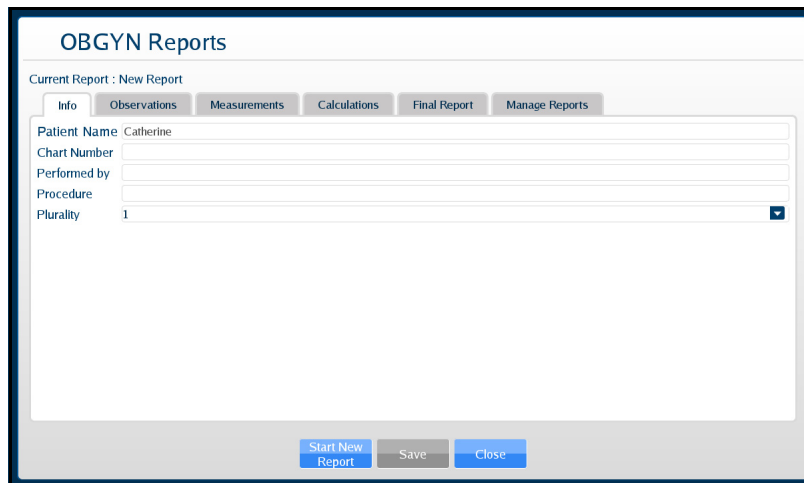 OBGYN Reports
Current Report : New Report
Info Observations Measurements Calculations Final Report Manage Reports
Patient Name Catherine
Chart Number
Performed by
Procedure
Plurality 1
Start New
Report
Save
Close